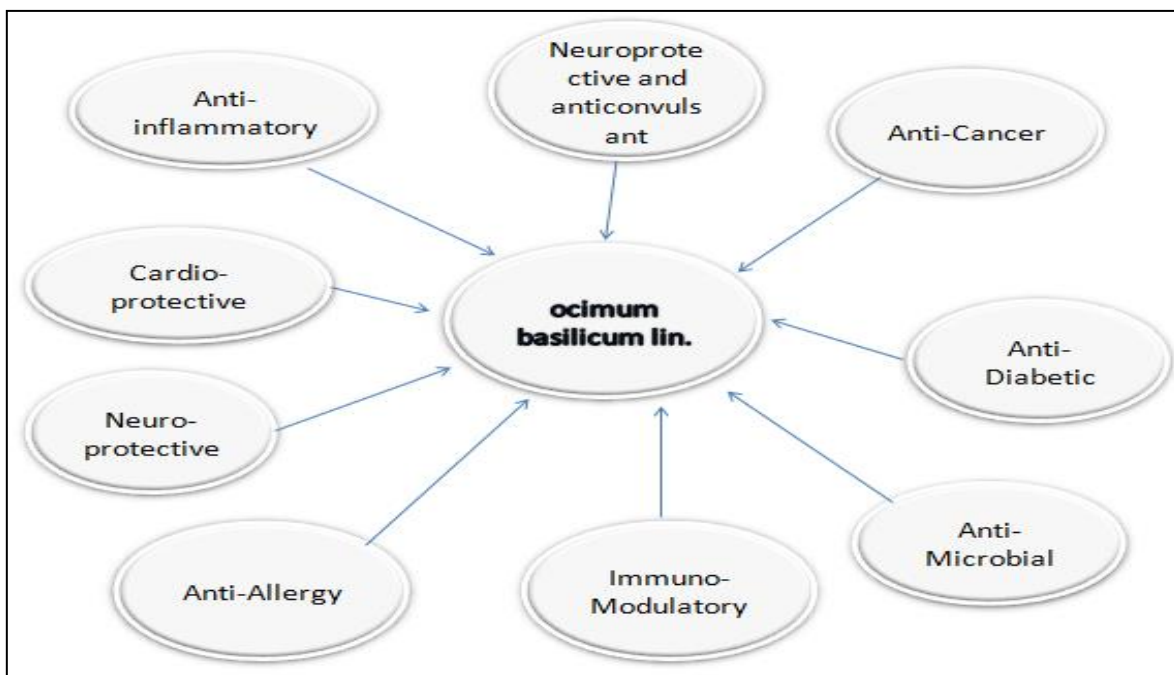 Neuroprote
ctive and
anticonvuls
ant
Anti-
inflammatory
Anti-Cancer
Cardio-
protective
ocimum
basilicum lin.
Anti-
Diabetic
Neuro-
protective
Anti-
Microbial
Anti-Allergy
Immuno-
Modulatory